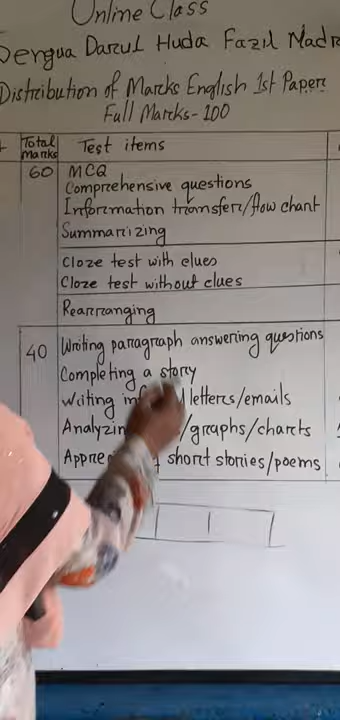 Online Class
Dengua Darul Huda Fazil Madr
Distribution of Marks English 1st Paper
Full Marks-100
Total Marks Test items
60 MCQ
Comprehensive questions
Information transfer/flow chart
Summarizing
Cloze test with clues
Cloze test without clues
Rearranging
40 Writing paragraph answering questions
Completing a story
Writing letters/emails
/graphs/charts
short stories/poems